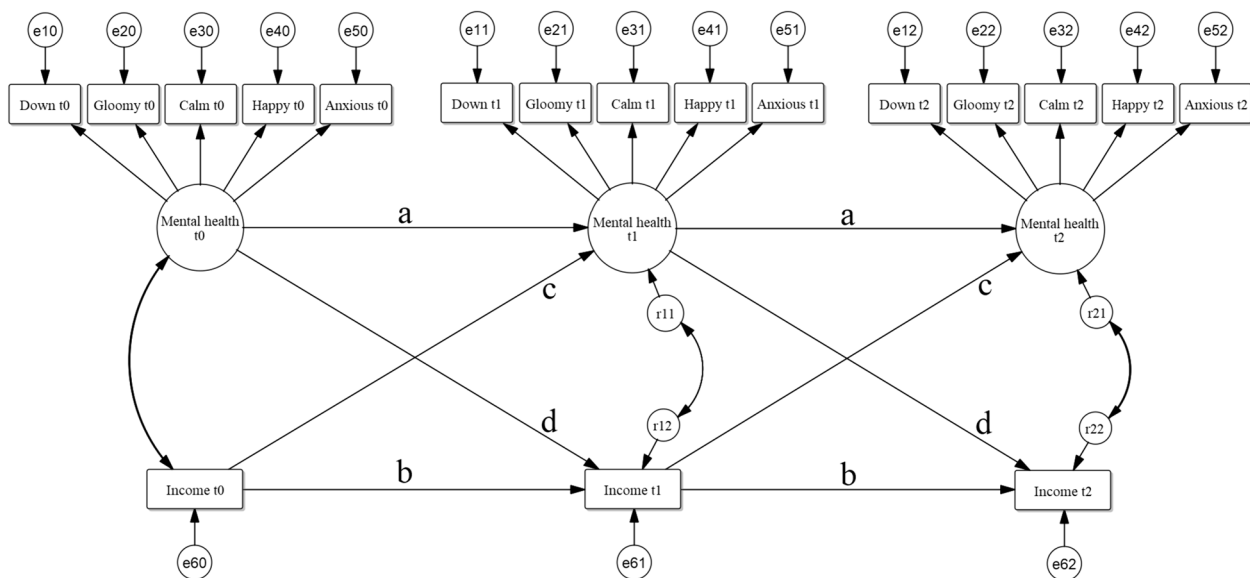 e10 e20 e30 e40 e50 e11 e21 e31 e41 e51 e12 e22 e32 e42 e52
Down t0 Gloomy t0 Calm t0 Happy t0 Anxious t0 Down t1 Gloomy t1 Calm t1 Happy t1 Anxious t1 Down t2 Gloomy t2 Calm t2 Happy t2 Anxious t2
a a
Mental health Mental health Mental health
t0 t1 t2
c c
r11 r21
d d
r12 r22
b b
Income t0 Income t1 Income t2
e60 e61 e62